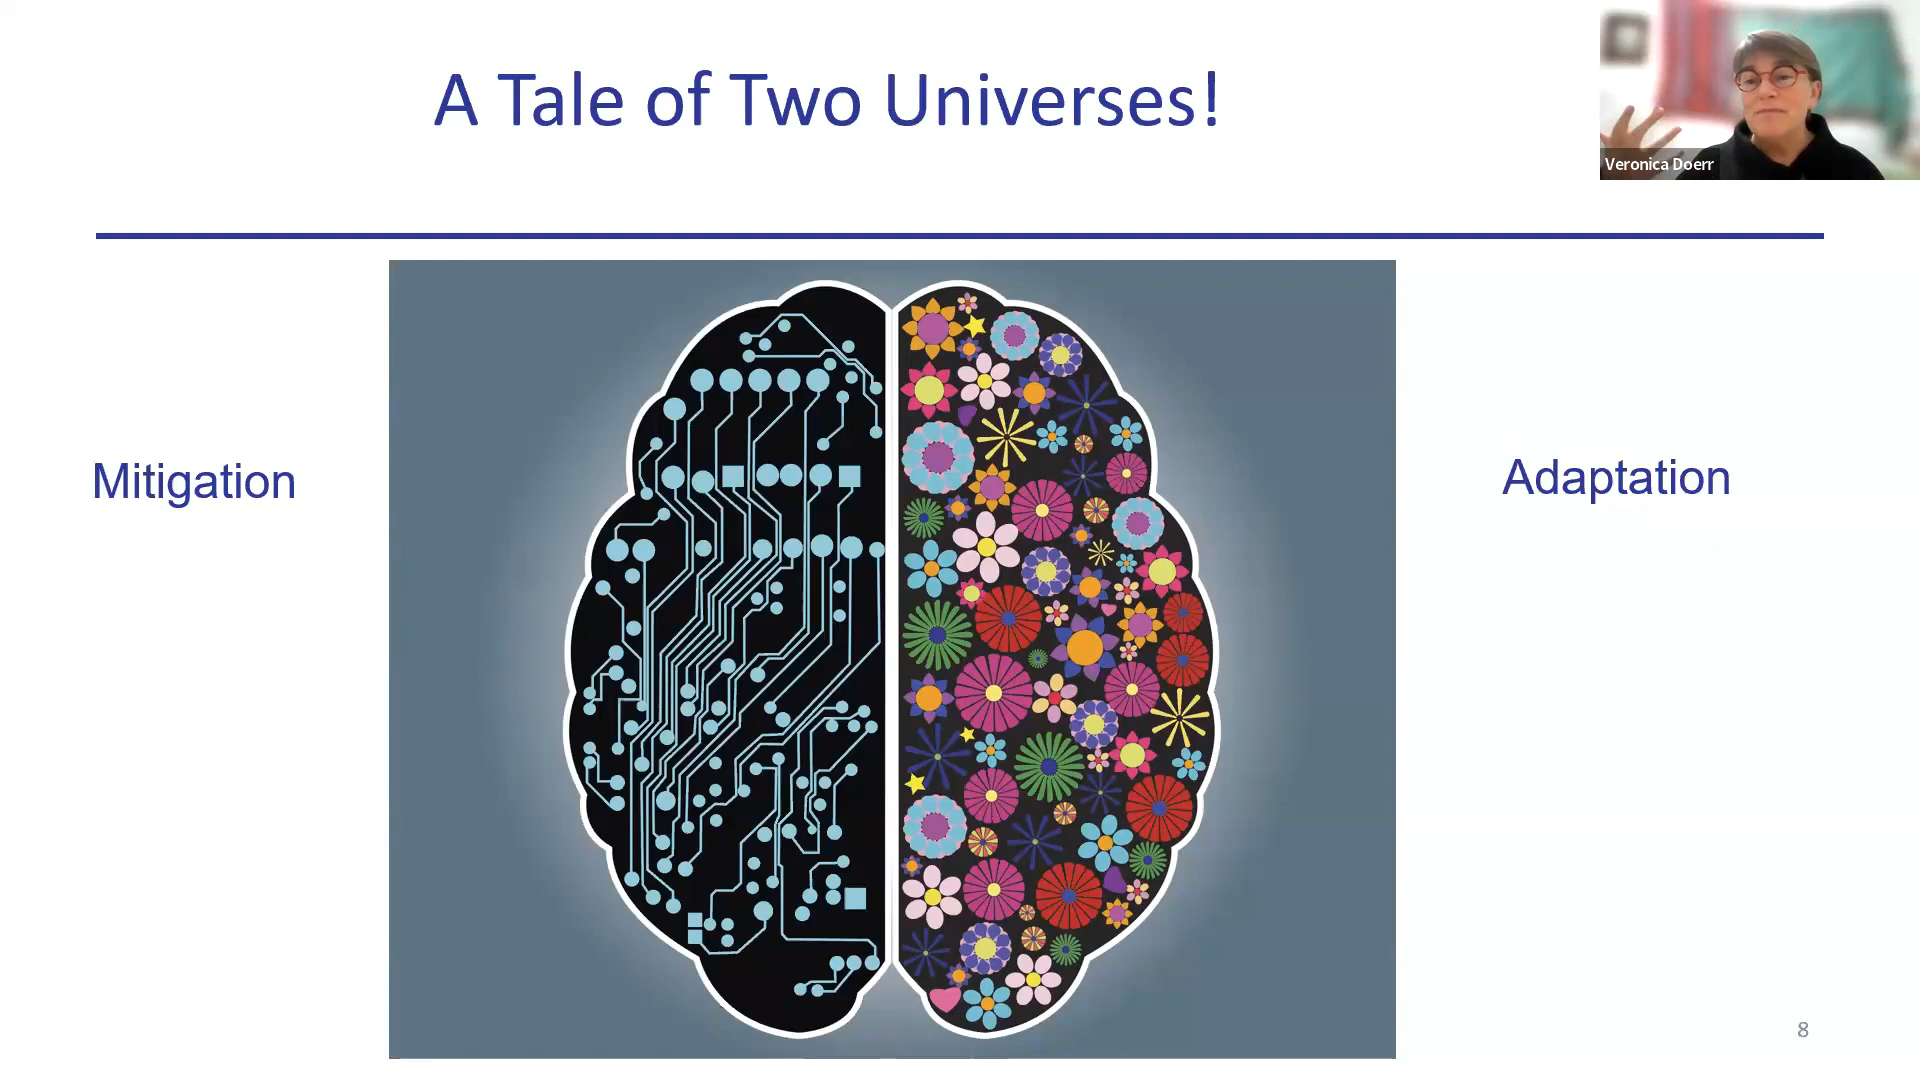 A Tale of Two Universes!
Veronica Doerr
Mitigation
Adaptation
8